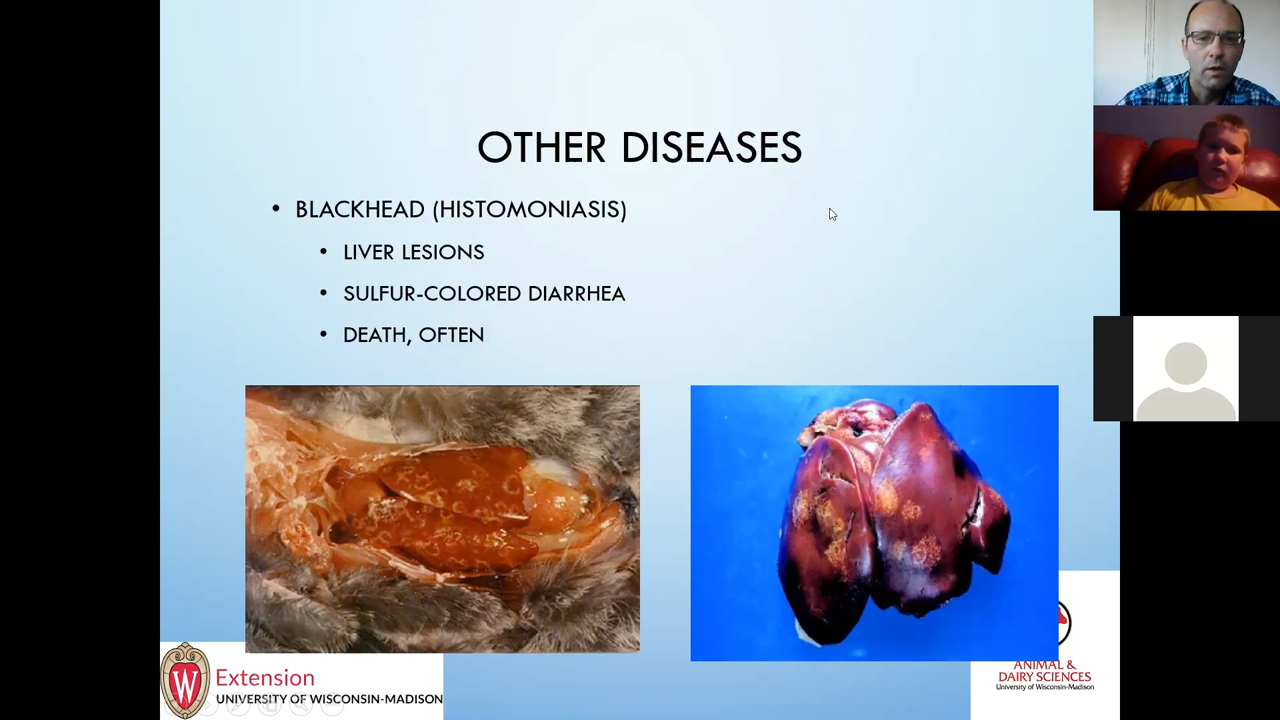 OTHER DISEASES
• BLACKHEAD (HISTOMONIASIS)
• LIVER LESIONS
• SULFUR-COLORED DIARRHEA
• DEATH, OFTEN
W
Extension
UNIVERSITY OF WISCONSIN-MADISON
ANIMAL &
DAIRY SCIENCES
University of Wisconsin-Madison